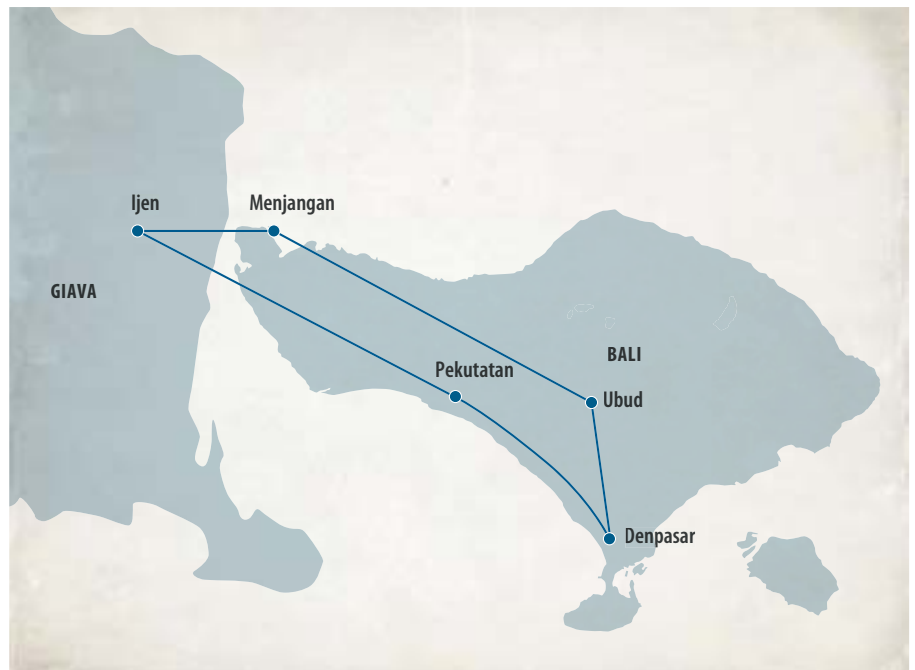 Ijen
Menjangan
GIAVA
BALI
Pekutatan
Ubud
Denpasar